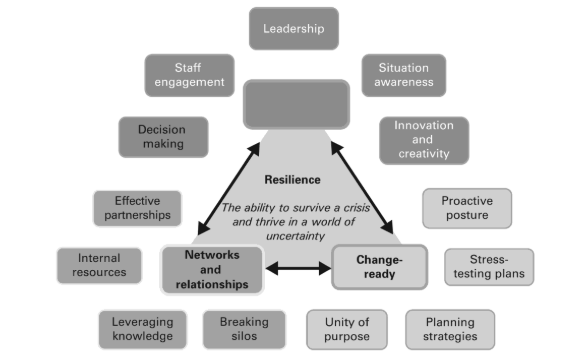 Leadership
Staff
engagement
Situation
awareness
Decision
making
Innovation
and
creativity
Resilience
The ability to survive a crisis
and thrive in a world of
uncertainty
Effective
partnerships
Proactive
posture
Internal
resources
Networks
and
relationships
Change-
ready
Stress-
testing plans
Leveraging
knowledge
Breaking
silos
Unity of
purpose
Planning
strategies